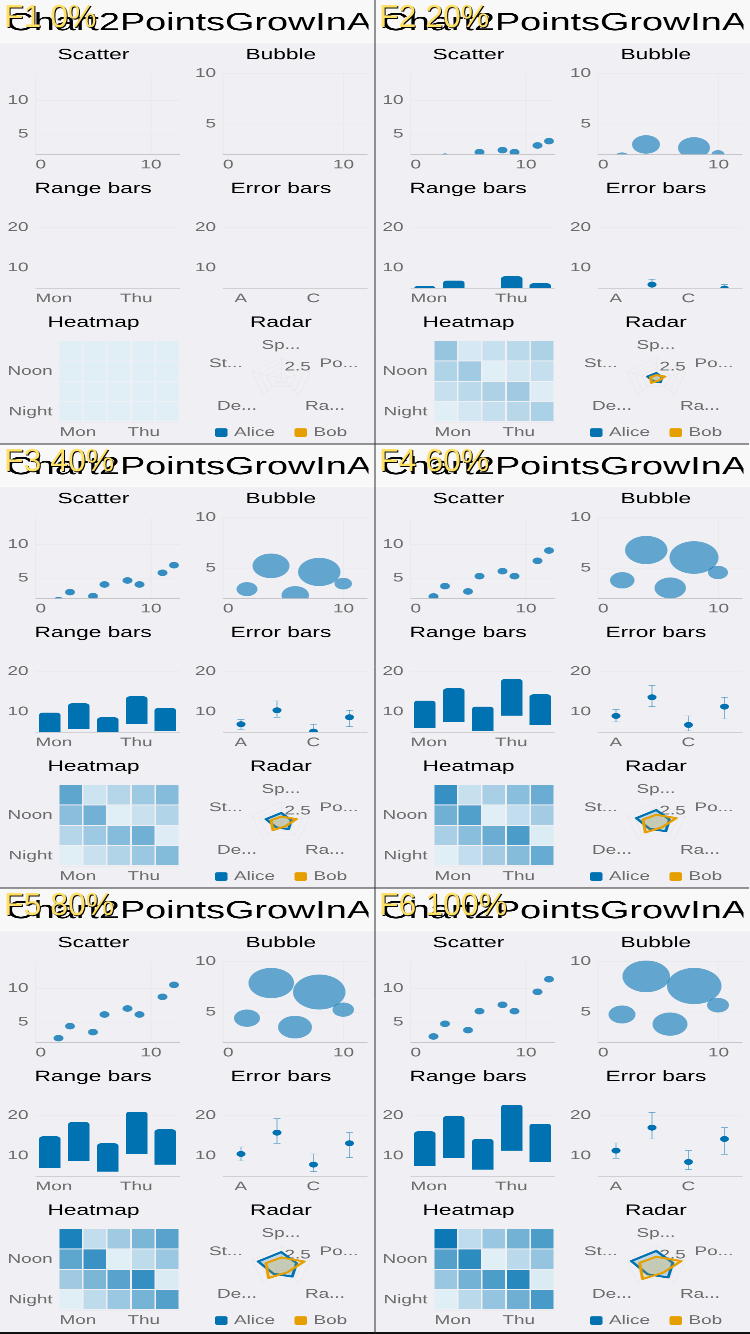 F1 0%
Chart2PointsGrowInA
Scatter
Bubble
10
5
0
10
10
5
0
10
Range bars
Error bars
20
10
Mon
Thu
20
10
A
C
Heatmap
Radar
Noon
Night
Mon
Thu
Sp...
St...
2.5
Po...
De...
Ra...
Alice
Bob
F2 20%
Chart2PointsGrowInA
Scatter
Bubble
10
5
0
10
10
5
0
10
Range bars
Error bars
20
10
Mon
Thu
20
10
A
C
Heatmap
Radar
Noon
Night
Mon
Thu
Sp...
St...
2.5
Po...
De...
Ra...
Alice
Bob
F3 40%
Chart2PointsGrowInA
Scatter
Bubble
10
5
0
10
10
5
0
10
Range bars
Error bars
20
10
Mon
Thu
20
10
A
C
Heatmap
Radar
Noon
Night
Mon
Thu
Sp...
St...
2.5
Po...
De...
Ra...
Alice
Bob
F4 60%
Chart2PointsGrowInA
Scatter
Bubble
10
5
0
10
10
5
0
10
Range bars
Error bars
20
10
Mon
Thu
20
10
A
C
Heatmap
Radar
Noon
Night
Mon
Thu
Sp...
St...
2.5
Po...
De...
Ra...
Alice
Bob
F5 80%
Chart2PointsGrowInA
Scatter
Bubble
10
5
0
10
10
5
0
10
Range bars
Error bars
20
10
Mon
Thu
20
10
A
C
Heatmap
Radar
Noon
Night
Mon
Thu
Sp...
St...
2.5
Po...
De...
Ra...
Alice
Bob
F6 100%
Chart2PointsGrowInA
Scatter
Bubble
10
5
0
10
10
5
0
10
Range bars
Error bars
20
10
Mon
Thu
20
10
A
C
Heatmap
Radar
Noon
Night
Mon
Thu
Sp...
St...
2.5
Po...
De...
Ra...
Alice
Bob